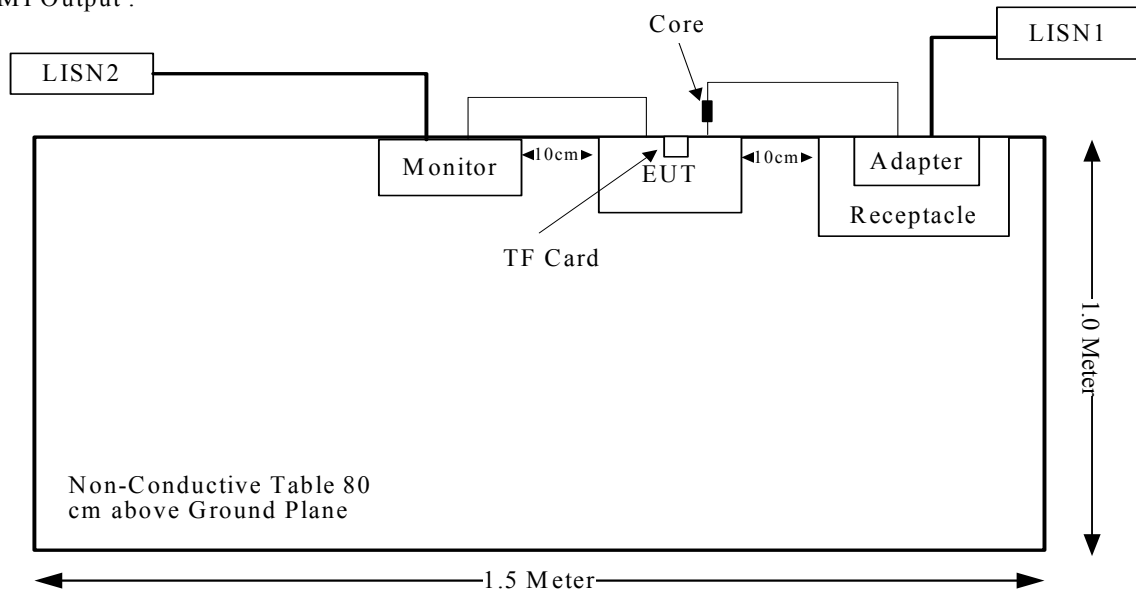 Output :
Core
LISN1
LISN2
Monitor
10cm
EUT
10cm
Adapter
Receptacle
TF Card
1.0 Meter
Non-Conductive Table 80
cm above Ground Plane
1.5 Meter